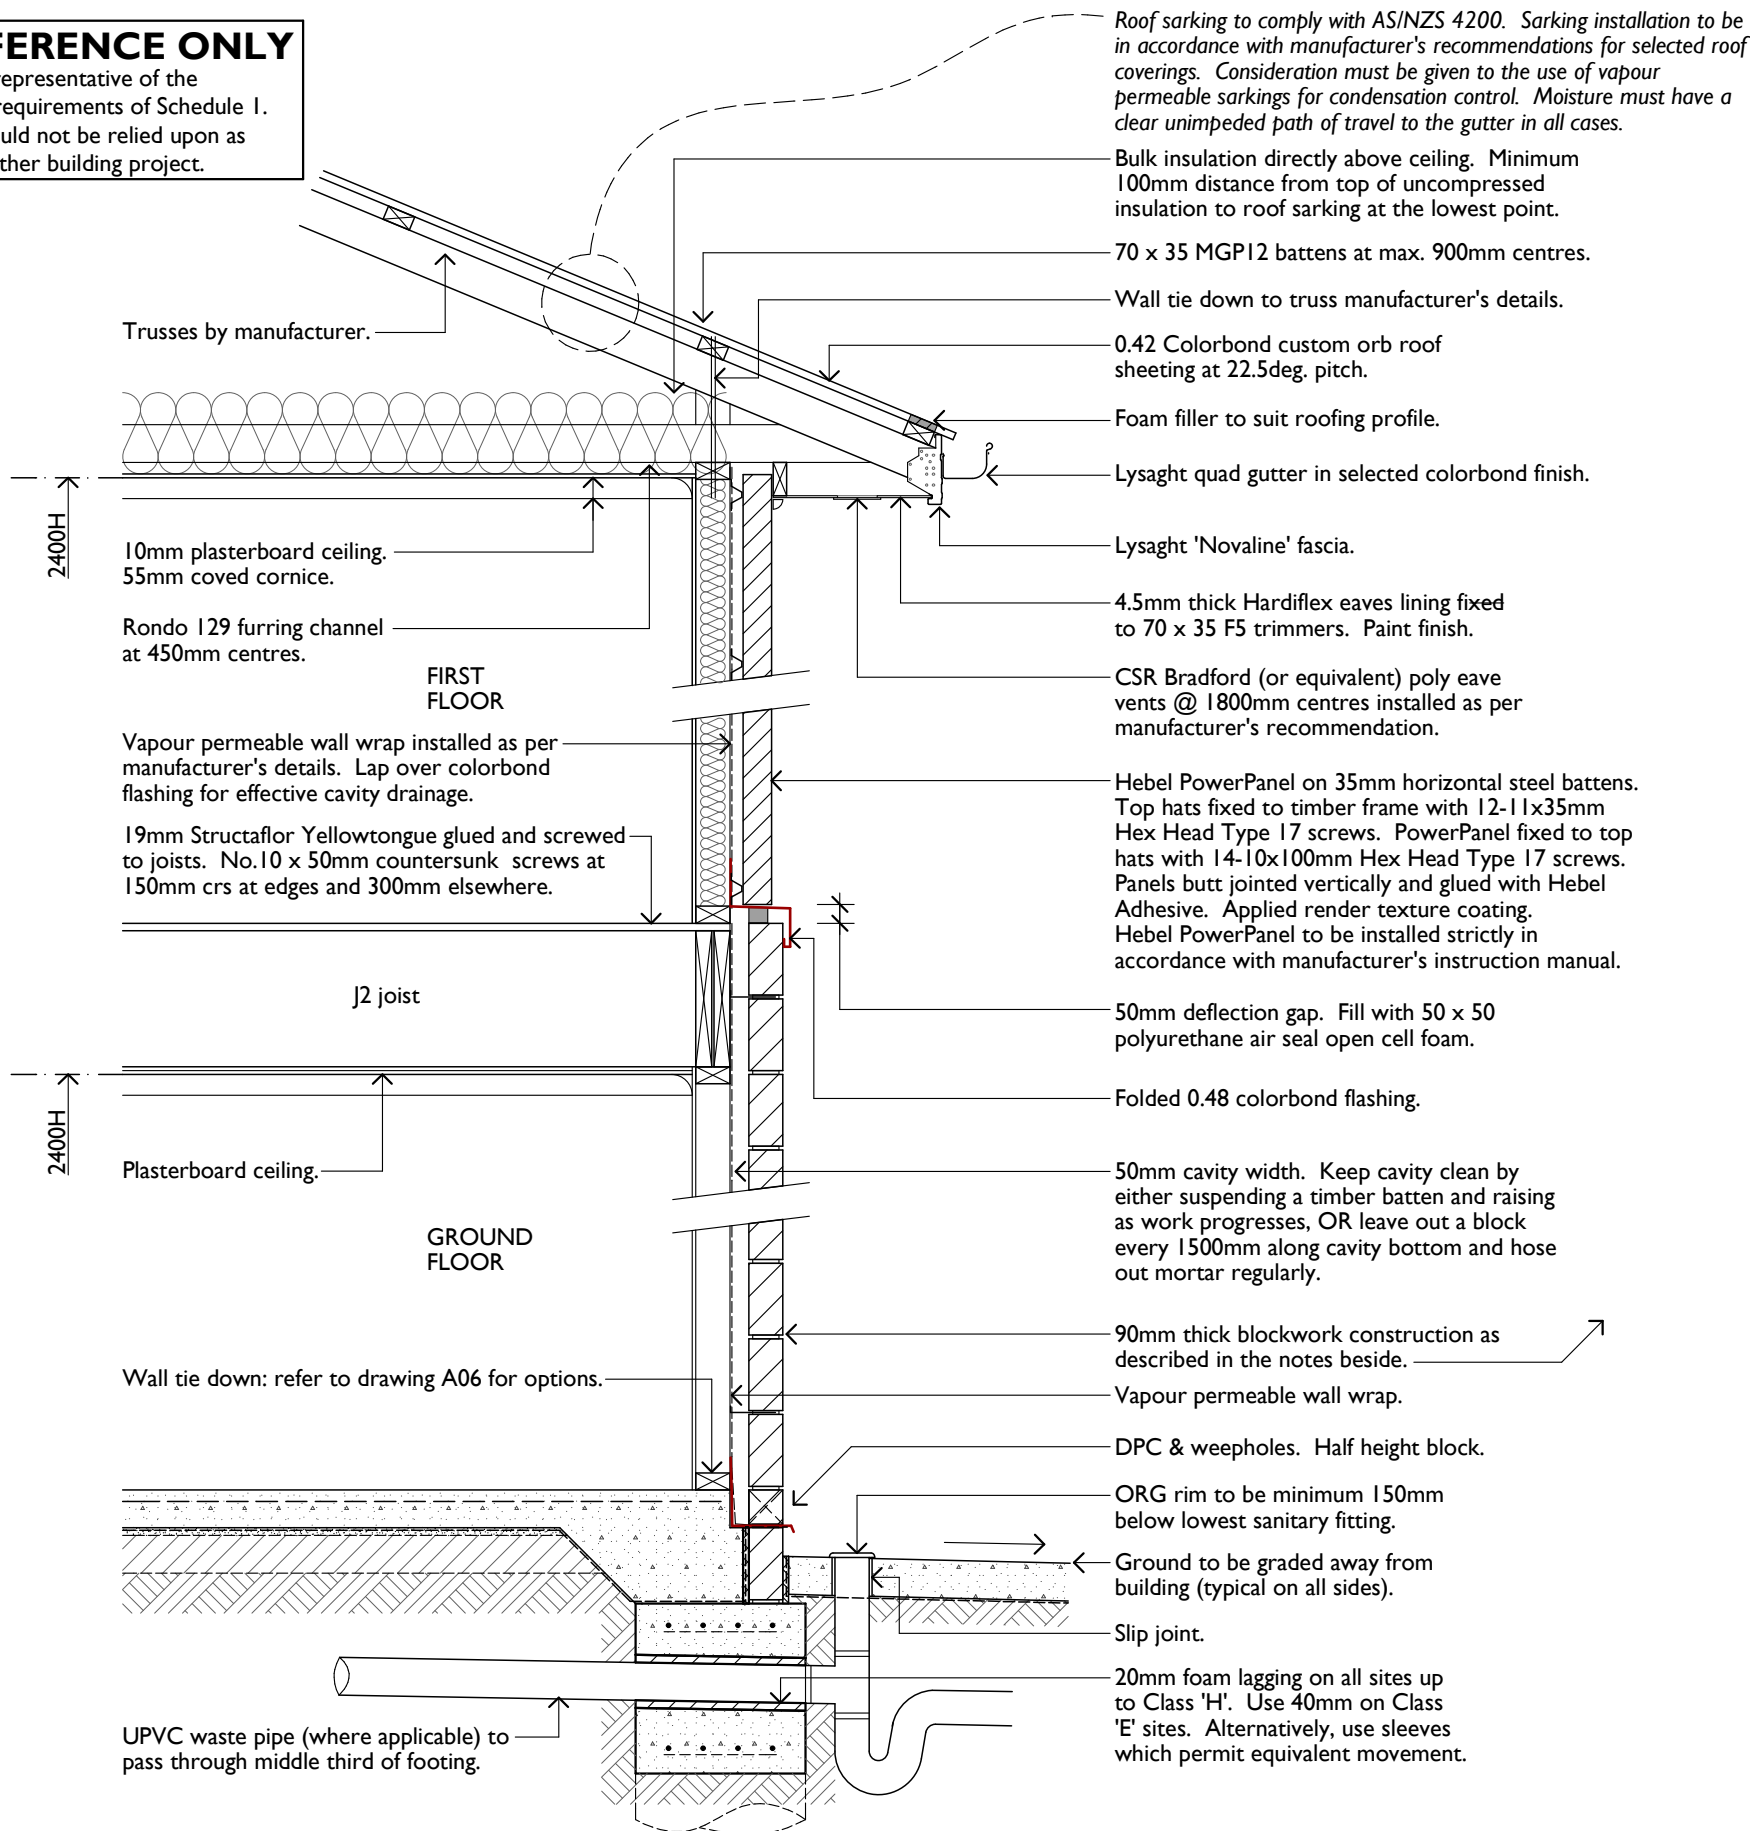 FERENCE ONLY
epresentative of the
requirements of Schedule 1.
uld not be relied upon as
ther building project.
Roof sarking to comply with AS/NZS 4200. Sarking installation to be
in accordance with manufacturer's recommendations for selected roof
coverings. Consideration must be given to the use of vapour
permeable sarkings for condensation control. Moisture must have a
clear unimpeded path of travel to the gutter in all cases.
Bulk insulation directly above ceiling. Minimum
100mm distance from top of uncompressed
insulation to roof sarking at the lowest point.
70 x 35 MGP12 battens at max. 900mm centres.
Wall tie down to truss manufacturer's details.
0.42 Colorbond custom orb roof
sheeting at 22.5deg. pitch.
Foam filler to suit roofing profile.
Lysaght quad gutter in selected colorbond finish.
Lysaght 'Novaline' fascia.
4.5mm thick Hardiflex eaves lining fixed
to 70 x 35 F5 trimmers. Paint finish.
CSR Bradford (or equivalent) poly eave
vents @ 1800mm centres installed as per
manufacturer's recommendation.
Hebel PowerPanel on 35mm horizontal steel battens.
Top hats fixed to timber frame with 12-11x35mm
Hex Head Type 17 screws. PowerPanel fixed to top
hats with 14-10x100mm Hex Head Type 17 screws.
Panels butt jointed vertically and glued with Hebel
Adhesive. Applied render texture coating.
Hebel PowerPanel to be installed strictly in
accordance with manufacturer's instruction manual.
50mm deflection gap. Fill with 50 x 50
polyurethane air seal open cell foam.
Folded 0.48 colorbond flashing.
50mm cavity width. Keep cavity clean by
either suspending a timber batten and raising
as work progresses, OR leave out a block
every 1500mm along cavity bottom and hose
out mortar regularly.
90mm thick blockwork construction as
described in the notes beside.
Vapour permeable wall wrap.
DPC & weepholes. Half height block.
ORG rim to be minimum 150mm
below lowest sanitary fitting.
Ground to be graded away from
building (typical on all sides).
Slip joint.
20mm foam lagging on all sites up
to Class 'H'. Use 40mm on Class
'E' sites. Alternatively, use sleeves
which permit equivalent movement.
Trusses by manufacturer.
2400H
10mm plasterboard ceiling.
55mm coved cornice.
Rondo 129 furring channel
at 450mm centres.
FIRST
FLOOR
Vapour permeable wall wrap installed as per
manufacturer's details. Lap over colorbond
flashing for effective cavity drainage.
19mm Structaflor Yellowtongue glued and screwed
to joists. No.10 x 50mm countersunk screws at
150mm crs at edges and 300mm elsewhere.
J2 joist
2400H
Plasterboard ceiling.
GROUND
FLOOR
Wall tie down: refer to drawing A06 for options.
UPVC waste pipe (where applicable) to
pass through middle third of footing.